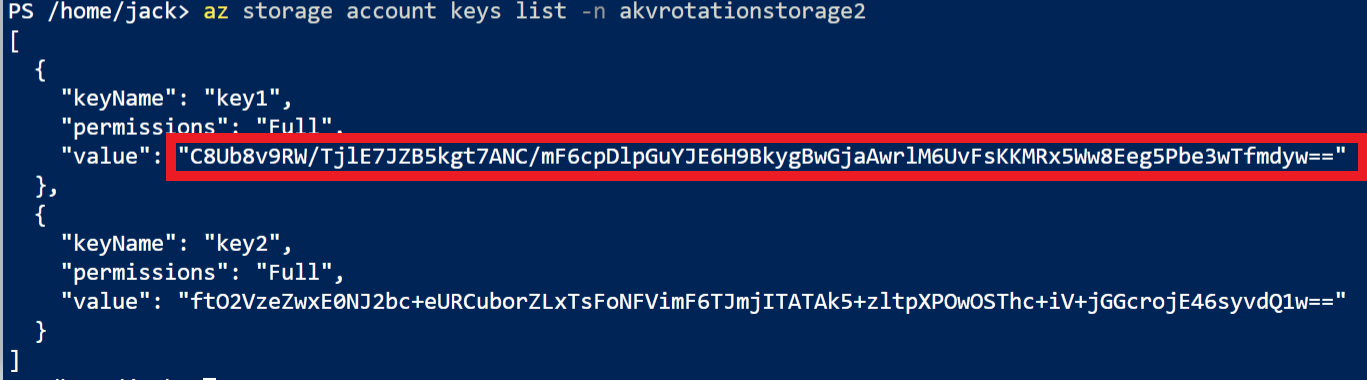 PS /home/jack> az storage account keys list -n akvrotationstorage2
[
  {
    "keyName": "key1",
    "permissions": "Full",
    "value": "C8Ub8v9RW/TjlE7JZB5kgt7ANC/mF6cpDlpGuYJE6H9BkygBwGjaAwrlM6UvFsKKMRx5Ww8Eeg5Pbe3wTfmdyw=="
  },
  {
    "keyName": "key2",
    "permissions": "Full",
    "value": "ftO2VzeZwxE0NJ2bc+eURCuborZLxTsFoNFVimF6TJmjITATAk5+zltpXPOwOSThc+iV+jGGcrojE46syvdQ1w=="
  }
]